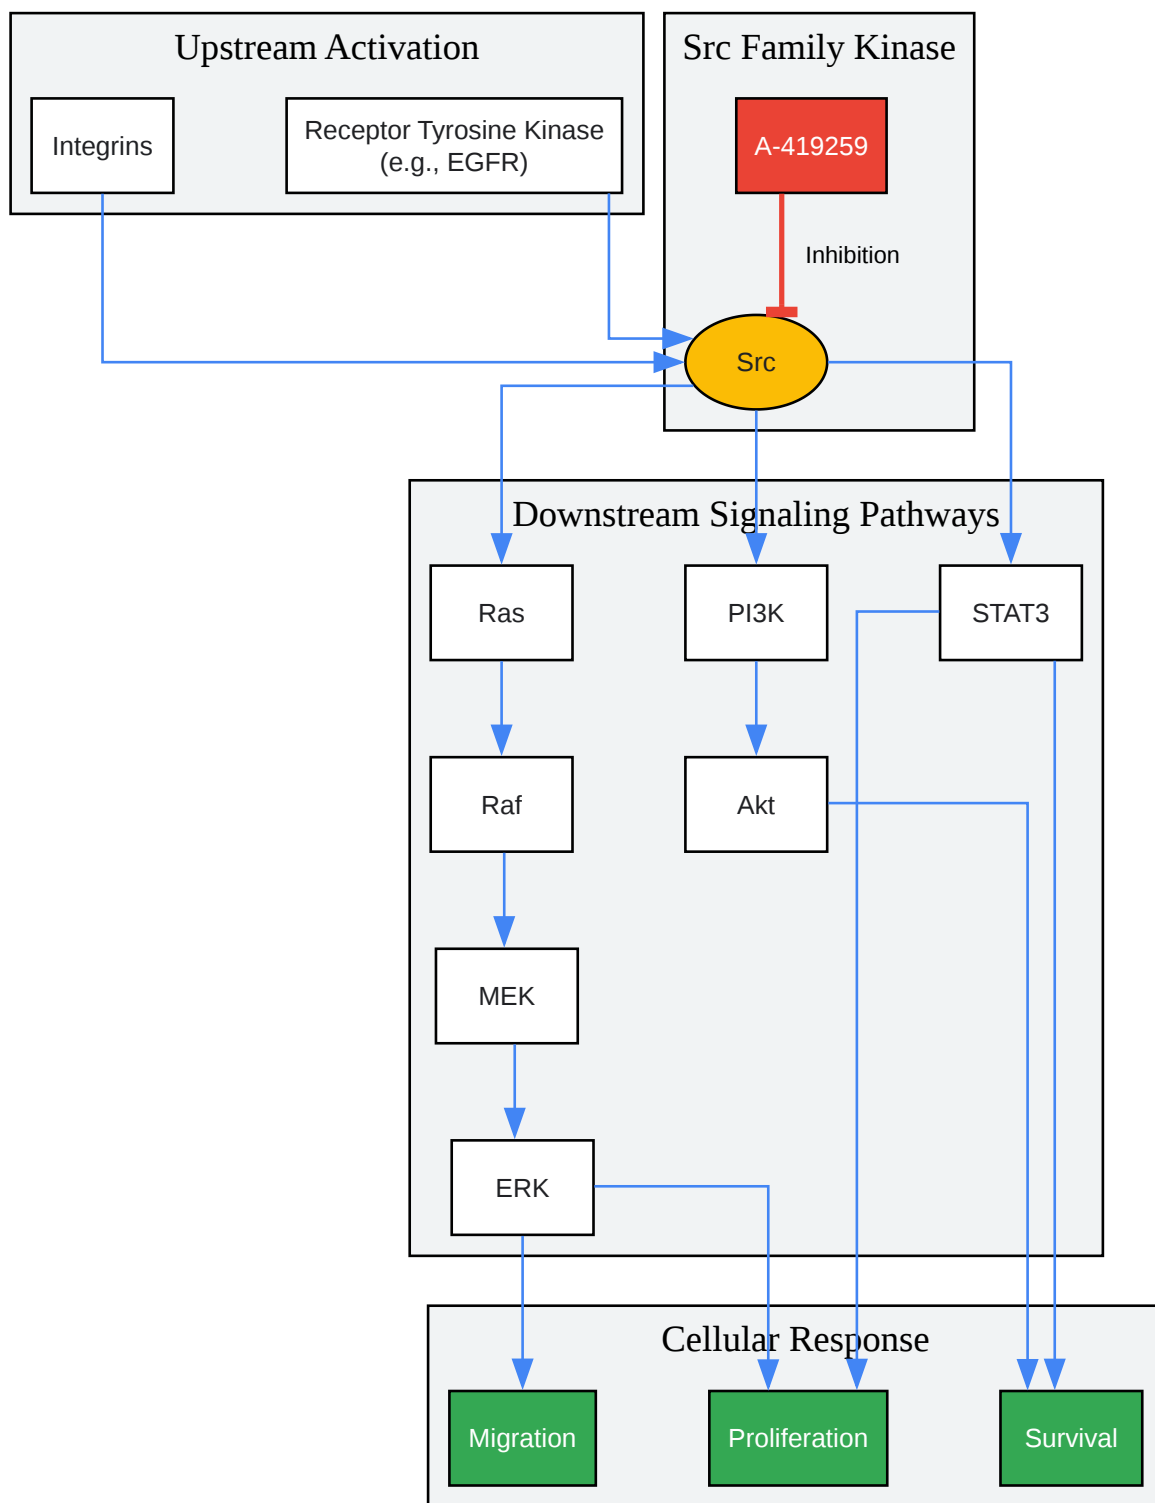 Upstream Activation
Src Family Kinase
Integrins
Receptor Tyrosine Kinase
(e.g., EGFR)
A-419259
Inhibition
Src
Downstream Signaling Pathways
Ras
PI3K
STAT3
Raf
Akt
MEK
ERK
Cellular Response
Migration
Proliferation
Survival